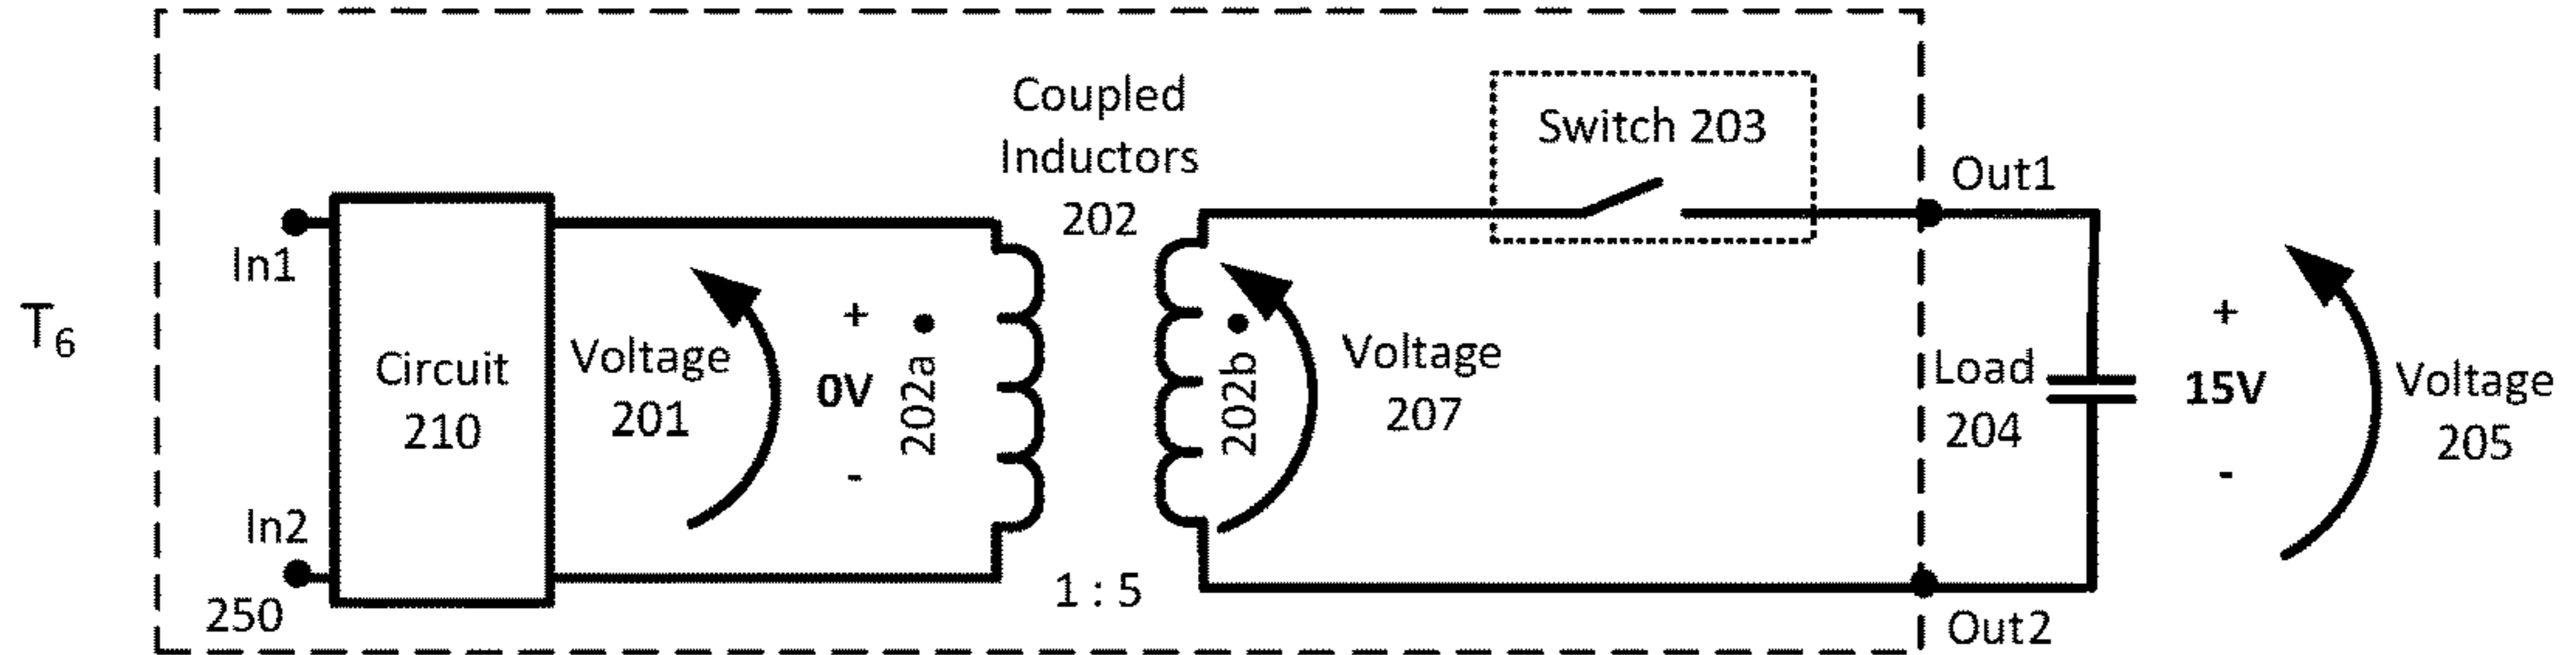 Coupled
Inductors
202
Switch 203
Out1
In1
T6
Circuit
210
Voltage
201
+
0V
-
202a
202b
Voltage
207
Load
204
+
15V
-
Voltage
205
In2
250
1 : 5
Out2